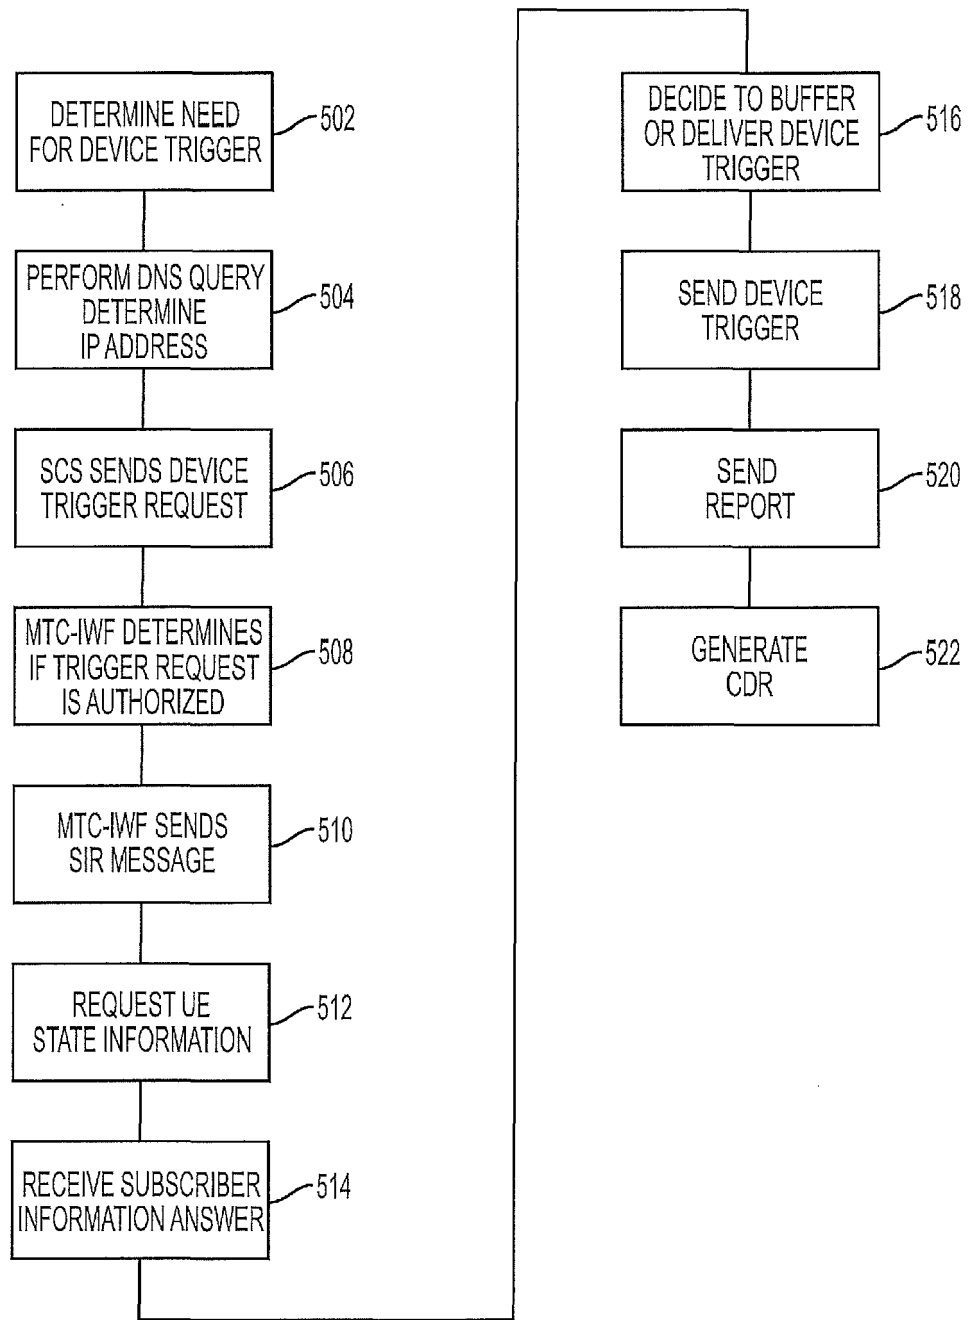 DETERMINE NEED
FOR DEVICE TRIGGER
502
PERFORM DNS QUERY
DETERMINE
IP ADDRESS
504
SCS SENDS DEVICE
TRIGGER REQUEST
506
MTC-IWF DETERMINES
IF TRIGGER REQUEST
IS AUTHORIZED
508
MTC-IWF SENDS
SIR MESSAGE
510
REQUEST UE
STATE INFORMATION
512
RECEIVE SUBSCRIBER
INFORMATION ANSWER
514
DECIDE TO BUFFER
OR DELIVER DEVICE
TRIGGER
516
SEND DEVICE
TRIGGER
518
SEND
REPORT
520
GENERATE
CDR
522